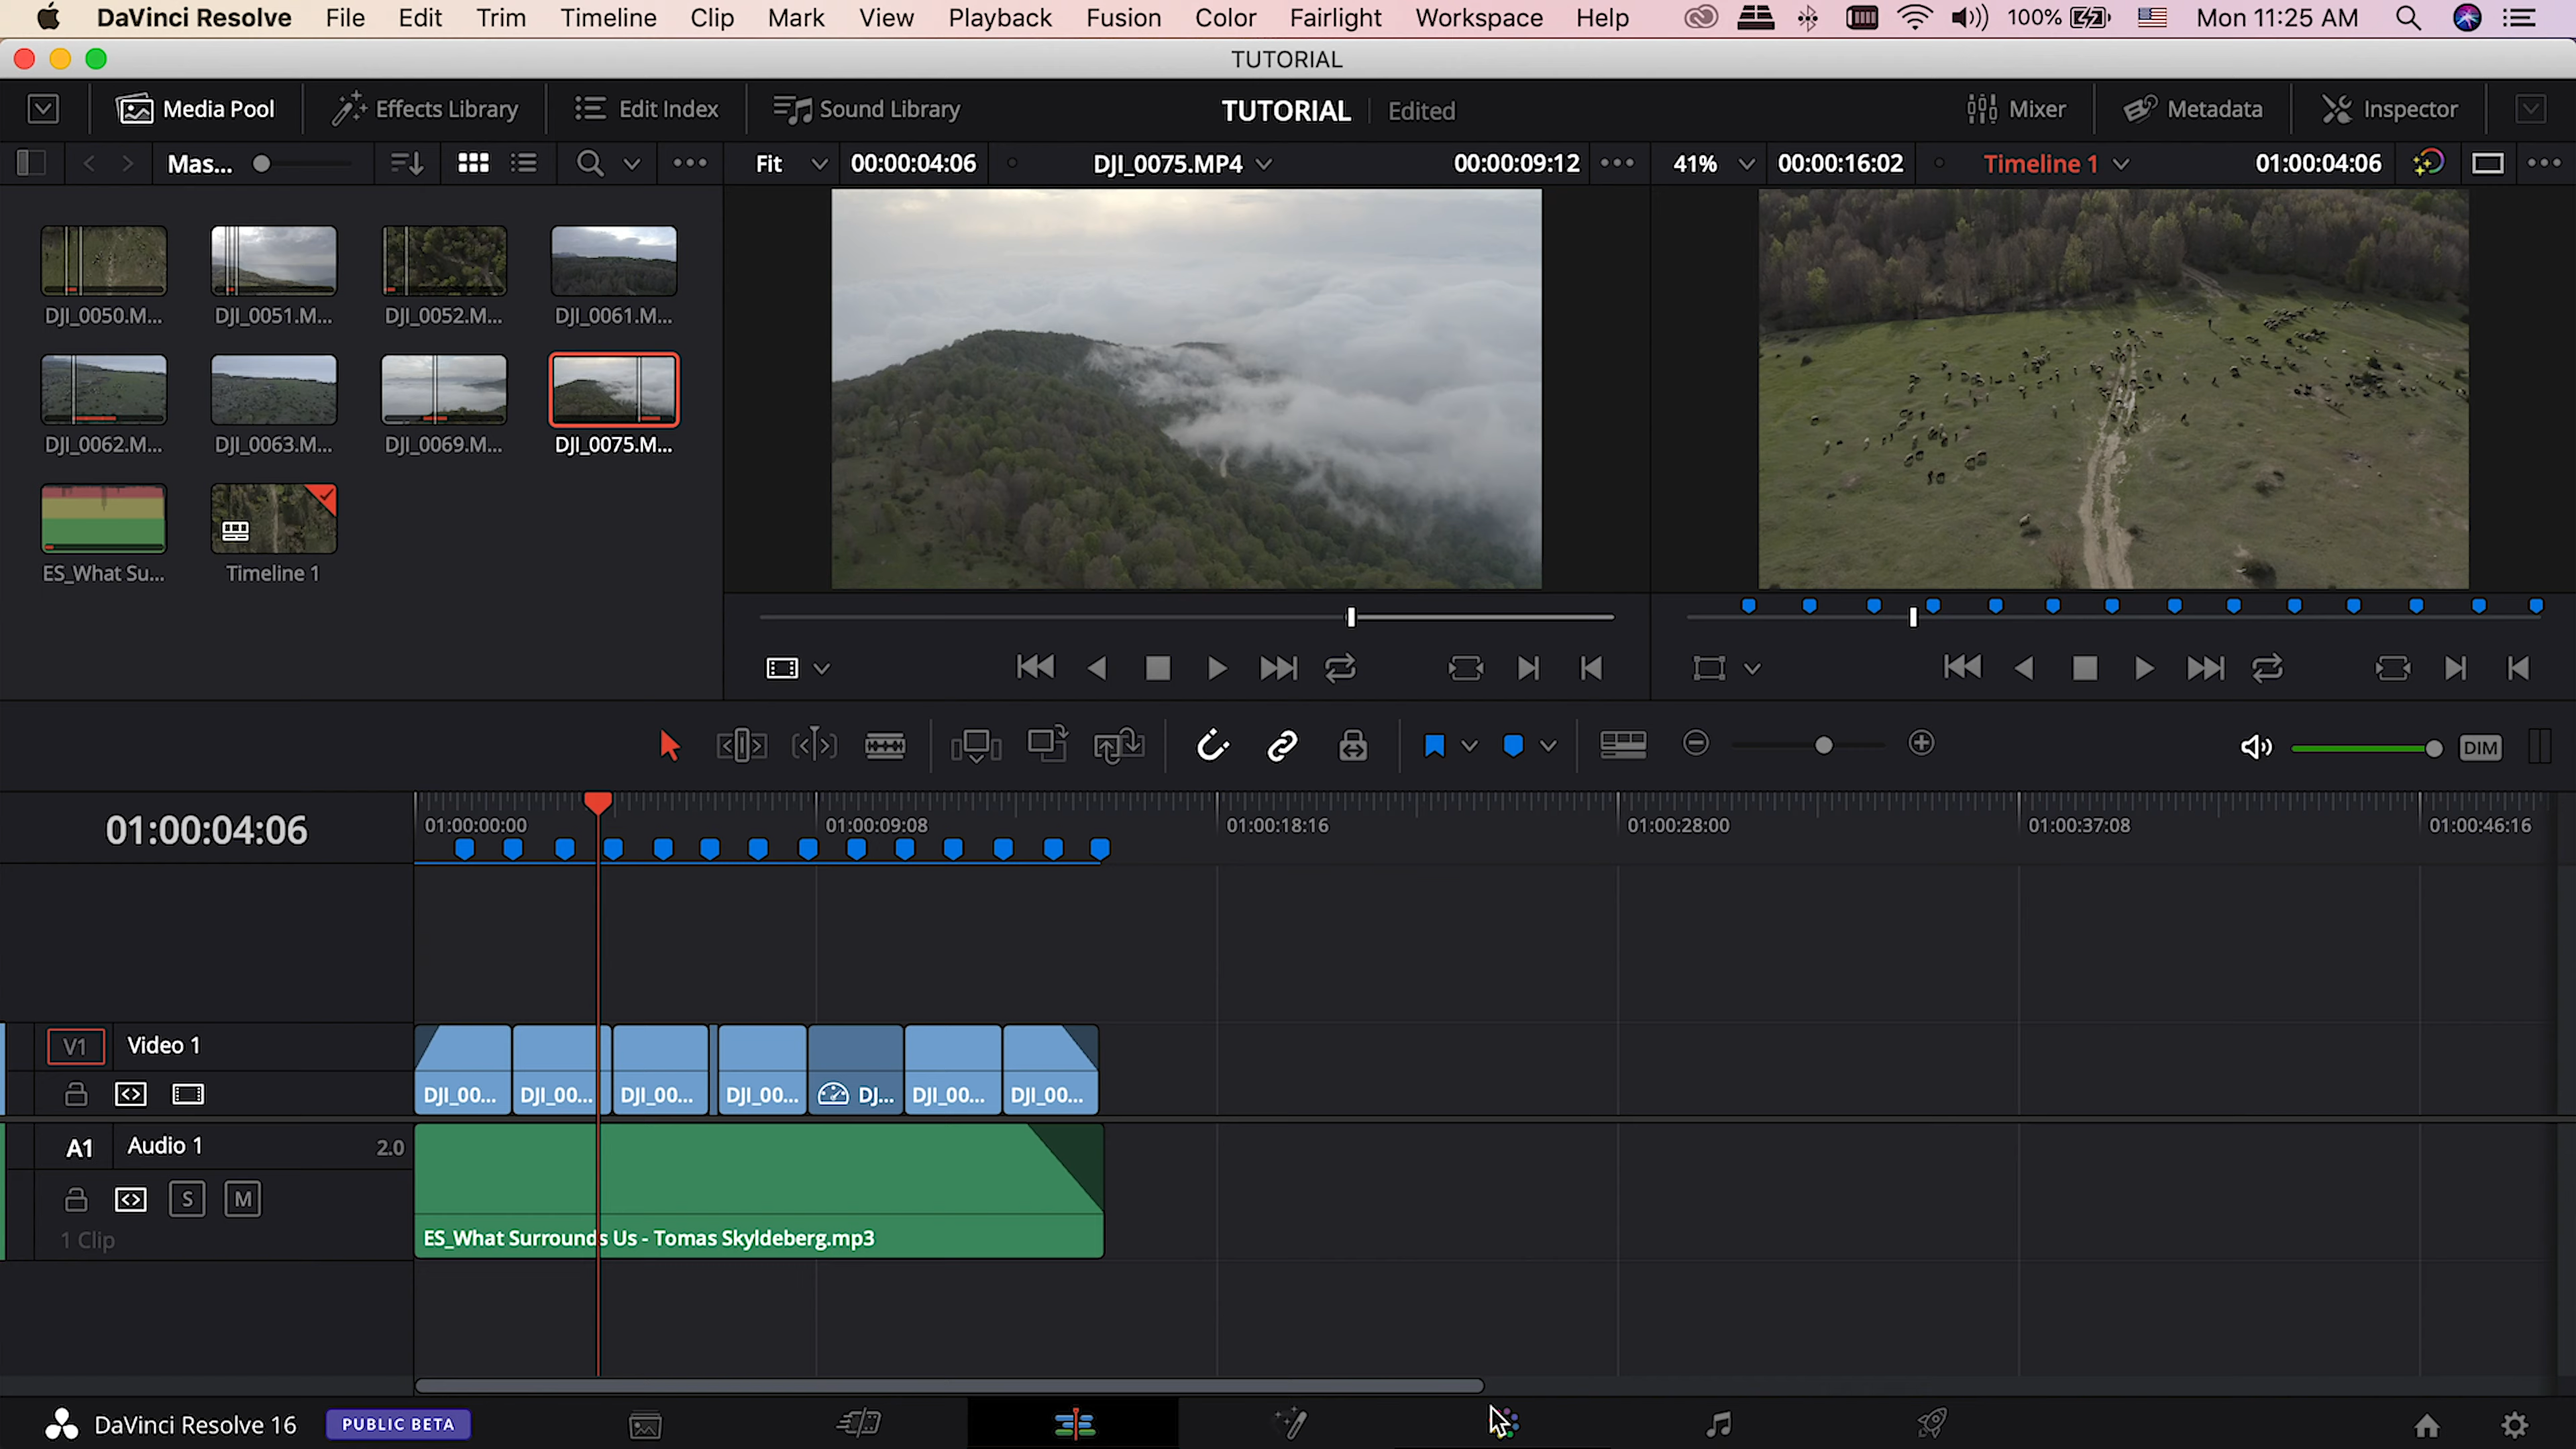 DaVinci Resolve File Edit Trim Timeline Clip Mark View Playback Fusion Color Fairlight Workspace Help 100% Mon 11:25 AM
TUTORIAL
Media Pool Effects Library Edit Index Sound Library TUTORIAL Edited Mixer Metadata Inspector
Mas... Fit 00:00:04:06 DJI_0075.MP4 00:00:09:12 41% 00:00:16:02 Timeline 1 01:00:04:06
DJI_0050.M... DJI_0051.M... DJI_0052.M... DJI_0061.M...
DJI_0062.M... DJI_0063.M... DJI_0069.M... DJI_0075.M...
ES_What Su... Timeline 1
DIM
01:00:04:06 01:00:00:00 01:00:09:08 01:00:18:16 01:00:28:00 01:00:37:08 01:00:46:16
V1 Video 1
DJI_00... DJI_00... DJI_00... DJI_00... DJ... DJI_00... DJI_00...
A1 Audio 1 2.0
S M
1 Clip
ES_What Surrounds Us - Tomas Skyldeberg.mp3
DaVinci Resolve 16 PUBLIC BETA